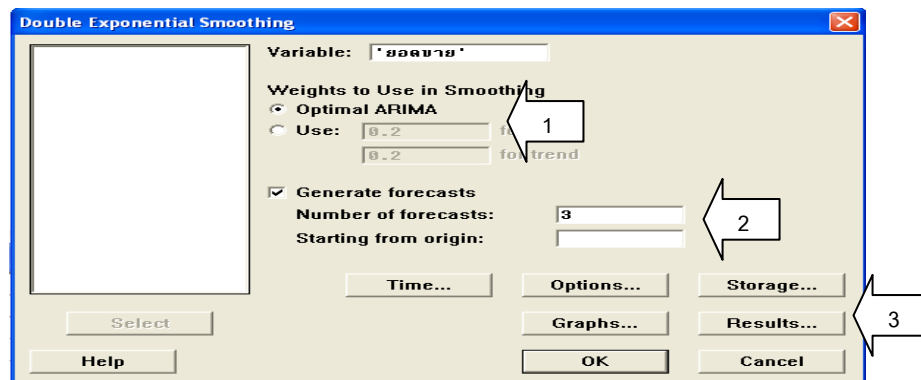 Double Exponential Smoothing
Variable: 'ยอดขาย'
Weights to Use in Smoothing
Optimal ARIMA
Use: 0.2
0.2 for trend
1
Generate forecasts
Number of forecasts: 3
Starting from origin:
2
Time... Options... Storage...
Select Graphs... Results...
3
Help OK Cancel